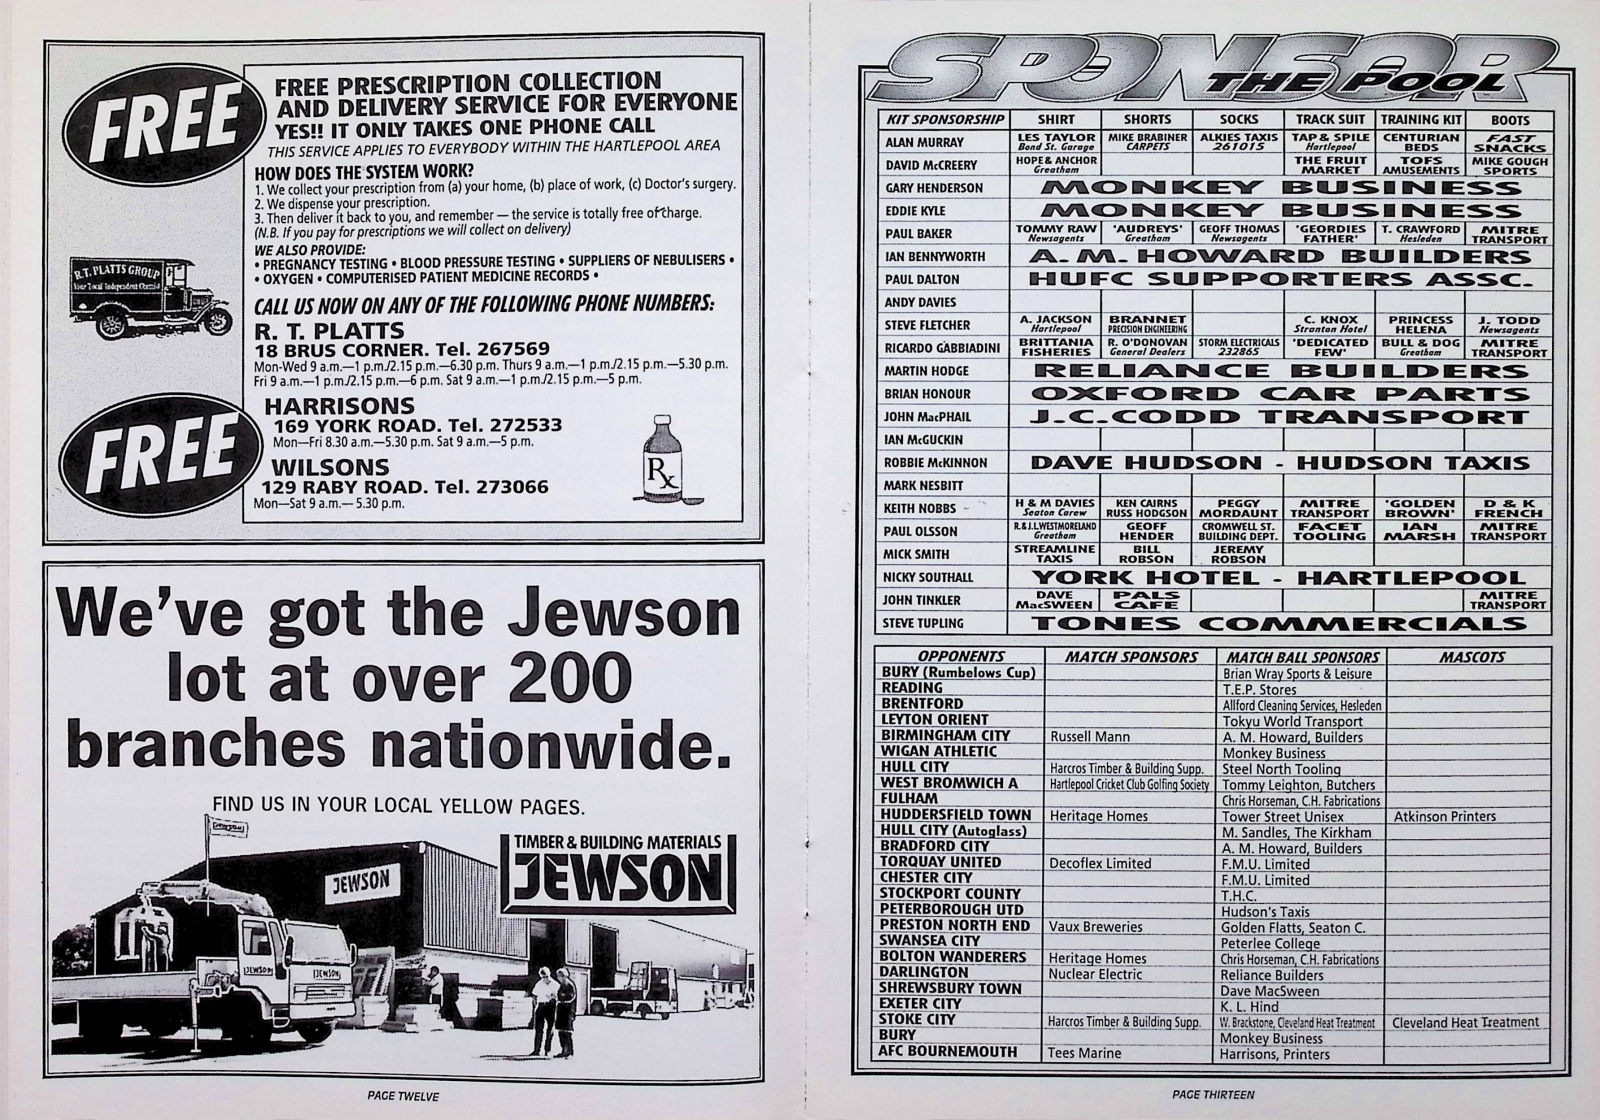 FREE
FREE PRESCRIPTION COLLECTION
AND DELIVERY SERVICE FOR EVERYONE
YES!! IT ONLY TAKES ONE PHONE CALL
THIS SERVICE APPLIES TO EVERYBODY WITHIN THE HARTLEPOOL AREA
HOW DOES THE SYSTEM WORK?
1. We collect your prescription from (a) your home, (b) place of work, (c) Doctor's surgery.
2. We dispense your prescription.
3. Then deliver it back to you, and remember — the service is totally free of charge.
(N.B. If you pay for prescriptions we will collect on delivery)
WE ALSO PROVIDE:
• PREGNANCY TESTING • BLOOD PRESSURE TESTING • SUPPLIERS OF NEBULISERS •
• OXYGEN • COMPUTERISED PATIENT MEDICINE RECORDS •
R.T. PLATTS GROUP
Your Local Independent Chemist
CALL US NOW ON ANY OF THE FOLLOWING PHONE NUMBERS:
R. T. PLATTS
18 BRUS CORNER. Tel. 267569
Mon-Wed 9 a.m.—1 p.m./2.15 p.m.—6.30 p.m. Thurs 9 a.m.—1 p.m./2.15 p.m.—5.30 p.m.
Fri 9 a.m.—1 p.m./2.15 p.m.—6 p.m. Sat 9 a.m.—1 p.m./2.15 p.m.—5 p.m.
FREE
HARRISONS
169 YORK ROAD. Tel. 272533
Mon—Fri 8.30 a.m.—5.30 p.m. Sat 9 a.m.—5 p.m.
WILSONS
129 RABY ROAD. Tel. 273066
Mon—Sat 9 a.m.— 5.30 p.m.
Rx
We've got the Jewson
lot at over 200
branches nationwide.
FIND US IN YOUR LOCAL YELLOW PAGES.
JEWSON
TIMBER & BUILDING MATERIALS
JEWSON
JEWSON
JEWSON
JEWSON
PAGE TWELVE
SPONSOR
THE POOL
KIT SPONSORSHIP SHIRT SHORTS SOCKS TRACK SUIT TRAINING KIT BOOTS
ALAN MURRAY LES TAYLOR Bond St. Garage MIKE BRABINER CARPETS ALKIES TAXIS 261015 TAP & SPILE Hartlepool CENTURIAN BEDS FAST SNACKS
DAVID McCREERY HOPE & ANCHOR Greatham THE FRUIT MARKET TOFS AMUSEMENTS MIKE GOUGH SPORTS
GARY HENDERSON MONKEY BUSINESS
EDDIE KYLE MONKEY BUSINESS
PAUL BAKER TOMMY RAW Newsagents 'AUDREYS' Greatham GEOFF THOMAS Newsagents 'GEORDIES FATHER' T. CRAWFORD Hesleden MITRE TRANSPORT
IAN BENNYWORTH A. M. HOWARD BUILDERS
PAUL DALTON HUFC SUPPORTERS ASSC.
ANDY DAVIES
STEVE FLETCHER A. JACKSON Hartlepool BRANNET PRECISION ENGINEERING C. KNOX Stranton Hotel PRINCESS HELENA J. TODD Newsagents
RICARDO GABBIADINI BRITTANIA FISHERIES R. O'DONOVAN General Dealers STORM ELECTRICALS 232865 'DEDICATED FEW' BULL & DOG Greatham MITRE TRANSPORT
MARTIN HODGE RELIANCE BUILDERS
BRIAN HONOUR OXFORD CAR PARTS
JOHN MacPHAIL J.C.CODD TRANSPORT
IAN McGUCKIN
ROBBIE McKINNON DAVE HUDSON - HUDSON TAXIS
MARK NESBITT
KEITH NOBBS H & M DAVIES Seaton Carew KEN CAIRNS RUSS HODGSON PEGGY MORDAUNT MITRE TRANSPORT 'GOLDEN BROWN' D & K FRENCH
PAUL OLSSON R.& J.L.WESTMORELAND Greatham GEOFF HENDER CROMWELL ST. BUILDING DEPT. FACET TOOLING IAN MARSH MITRE TRANSPORT
MICK SMITH STREAMLINE TAXIS BILL ROBSON JEREMY ROBSON
NICKY SOUTHALL YORK HOTEL - HARTLEPOOL
JOHN TINKLER DAVE MacSWEEN PALS CAFE MITRE TRANSPORT
STEVE TUPLING TONES COMMERCIALS
OPPONENTS MATCH SPONSORS MATCH BALL SPONSORS MASCOTS
BURY (Rumbelows Cup) Brian Wray Sports & Leisure
READING T.E.P. Stores
BRENTFORD Allford Cleaning Services, Hesleden
LEYTON ORIENT Tokyu World Transport
BIRMINGHAM CITY Russell Mann A. M. Howard, Builders
WIGAN ATHLETIC Monkey Business
HULL CITY Harcros Timber & Building Supp. Steel North Tooling
WEST BROMWICH A Hartlepool Cricket Club Golfing Society Tommy Leighton, Butchers
FULHAM Chris Horseman, C.H. Fabrications
HUDDERSFIELD TOWN Heritage Homes Tower Street Unisex Atkinson Printers
HULL CITY (Autoglass) M. Sandles, The Kirkham
BRADFORD CITY A. M. Howard, Builders
TORQUAY UNITED Decoflex Limited F.M.U. Limited
CHESTER CITY F.M.U. Limited
STOCKPORT COUNTY T.H.C.
PETERBOROUGH UTD Hudson's Taxis
PRESTON NORTH END Vaux Breweries Golden Flatts, Seaton C.
SWANSEA CITY Peterlee College
BOLTON WANDERERS Heritage Homes Chris Horseman, C.H. Fabrications
DARLINGTON Nuclear Electric Reliance Builders
SHREWSBURY TOWN Dave MacSween
EXETER CITY K. L. Hind
STOKE CITY Harcros Timber & Building Supp. W. Brackstone, Cleveland Heat Treatment Cleveland Heat Treatment
BURY Monkey Business
AFC BOURNEMOUTH Tees Marine Harrisons, Printers
PAGE THIRTEEN